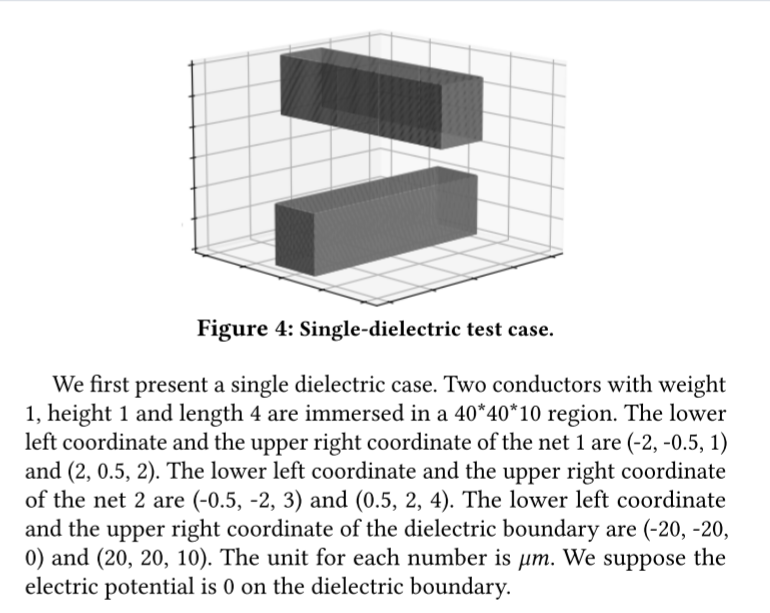 Figure 4: Single-dielectric test case.
We first present a single dielectric case. Two conductors with weight
1, height 1 and length 4 are immersed in a 40*40*10 region. The lower
left coordinate and the upper right coordinate of the net 1 are (-2, -0.5, 1)
and (2, 0.5, 2). The lower left coordinate and the upper right coordinate
of the net 2 are (-0.5, -2, 3) and (0.5, 2, 4). The lower left coordinate
and the upper right coordinate of the dielectric boundary are (-20, -20,
0) and (20, 20, 10). The unit for each number is μm. We suppose the
electric potential is 0 on the dielectric boundary.